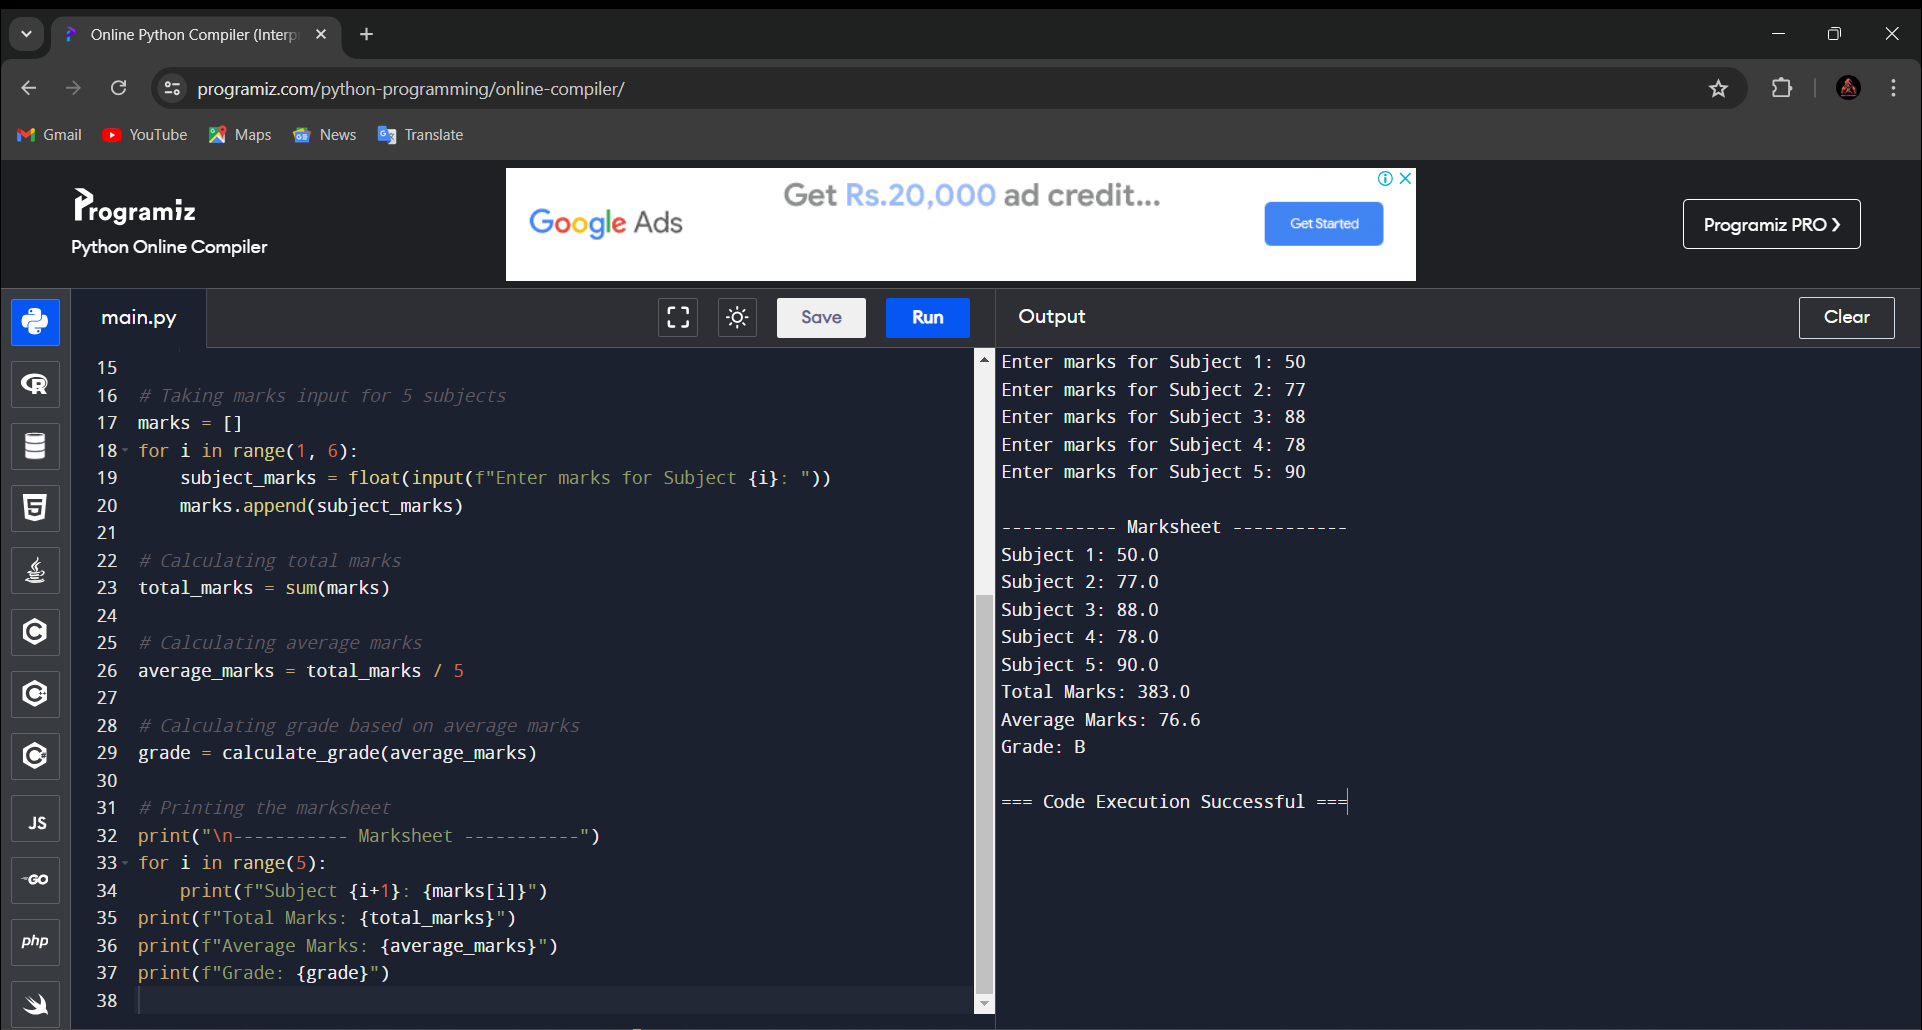 Online Python Compiler (Interp
programiz.com/python-programming/online-compiler/
Gmail YouTube Maps News Translate
Programiz
Python Online Compiler
Get Rs.20,000 ad credit...
Google Ads
Get Started
Programiz PRO ❯
main.py
Save
Run
Output
Clear
R
5
C
C++
C#
JS
GO
php
15
16 # Taking marks input for 5 subjects
17 marks = []
18 for i in range(1, 6):
19     subject_marks = float(input(f"Enter marks for Subject {i}: "))
20     marks.append(subject_marks)
21
22 # Calculating total marks
23 total_marks = sum(marks)
24
25 # Calculating average marks
26 average_marks = total_marks / 5
27
28 # Calculating grade based on average marks
29 grade = calculate_grade(average_marks)
30
31 # Printing the marksheet
32 print("\n----------- Marksheet -----------")
33 for i in range(5):
34     print(f"Subject {i+1}: {marks[i]}")
35 print(f"Total Marks: {total_marks}")
36 print(f"Average Marks: {average_marks}")
37 print(f"Grade: {grade}")
38
Enter marks for Subject 1: 50
Enter marks for Subject 2: 77
Enter marks for Subject 3: 88
Enter marks for Subject 4: 78
Enter marks for Subject 5: 90
----------- Marksheet -----------
Subject 1: 50.0
Subject 2: 77.0
Subject 3: 88.0
Subject 4: 78.0
Subject 5: 90.0
Total Marks: 383.0
Average Marks: 76.6
Grade: B
=== Code Execution Successful ===